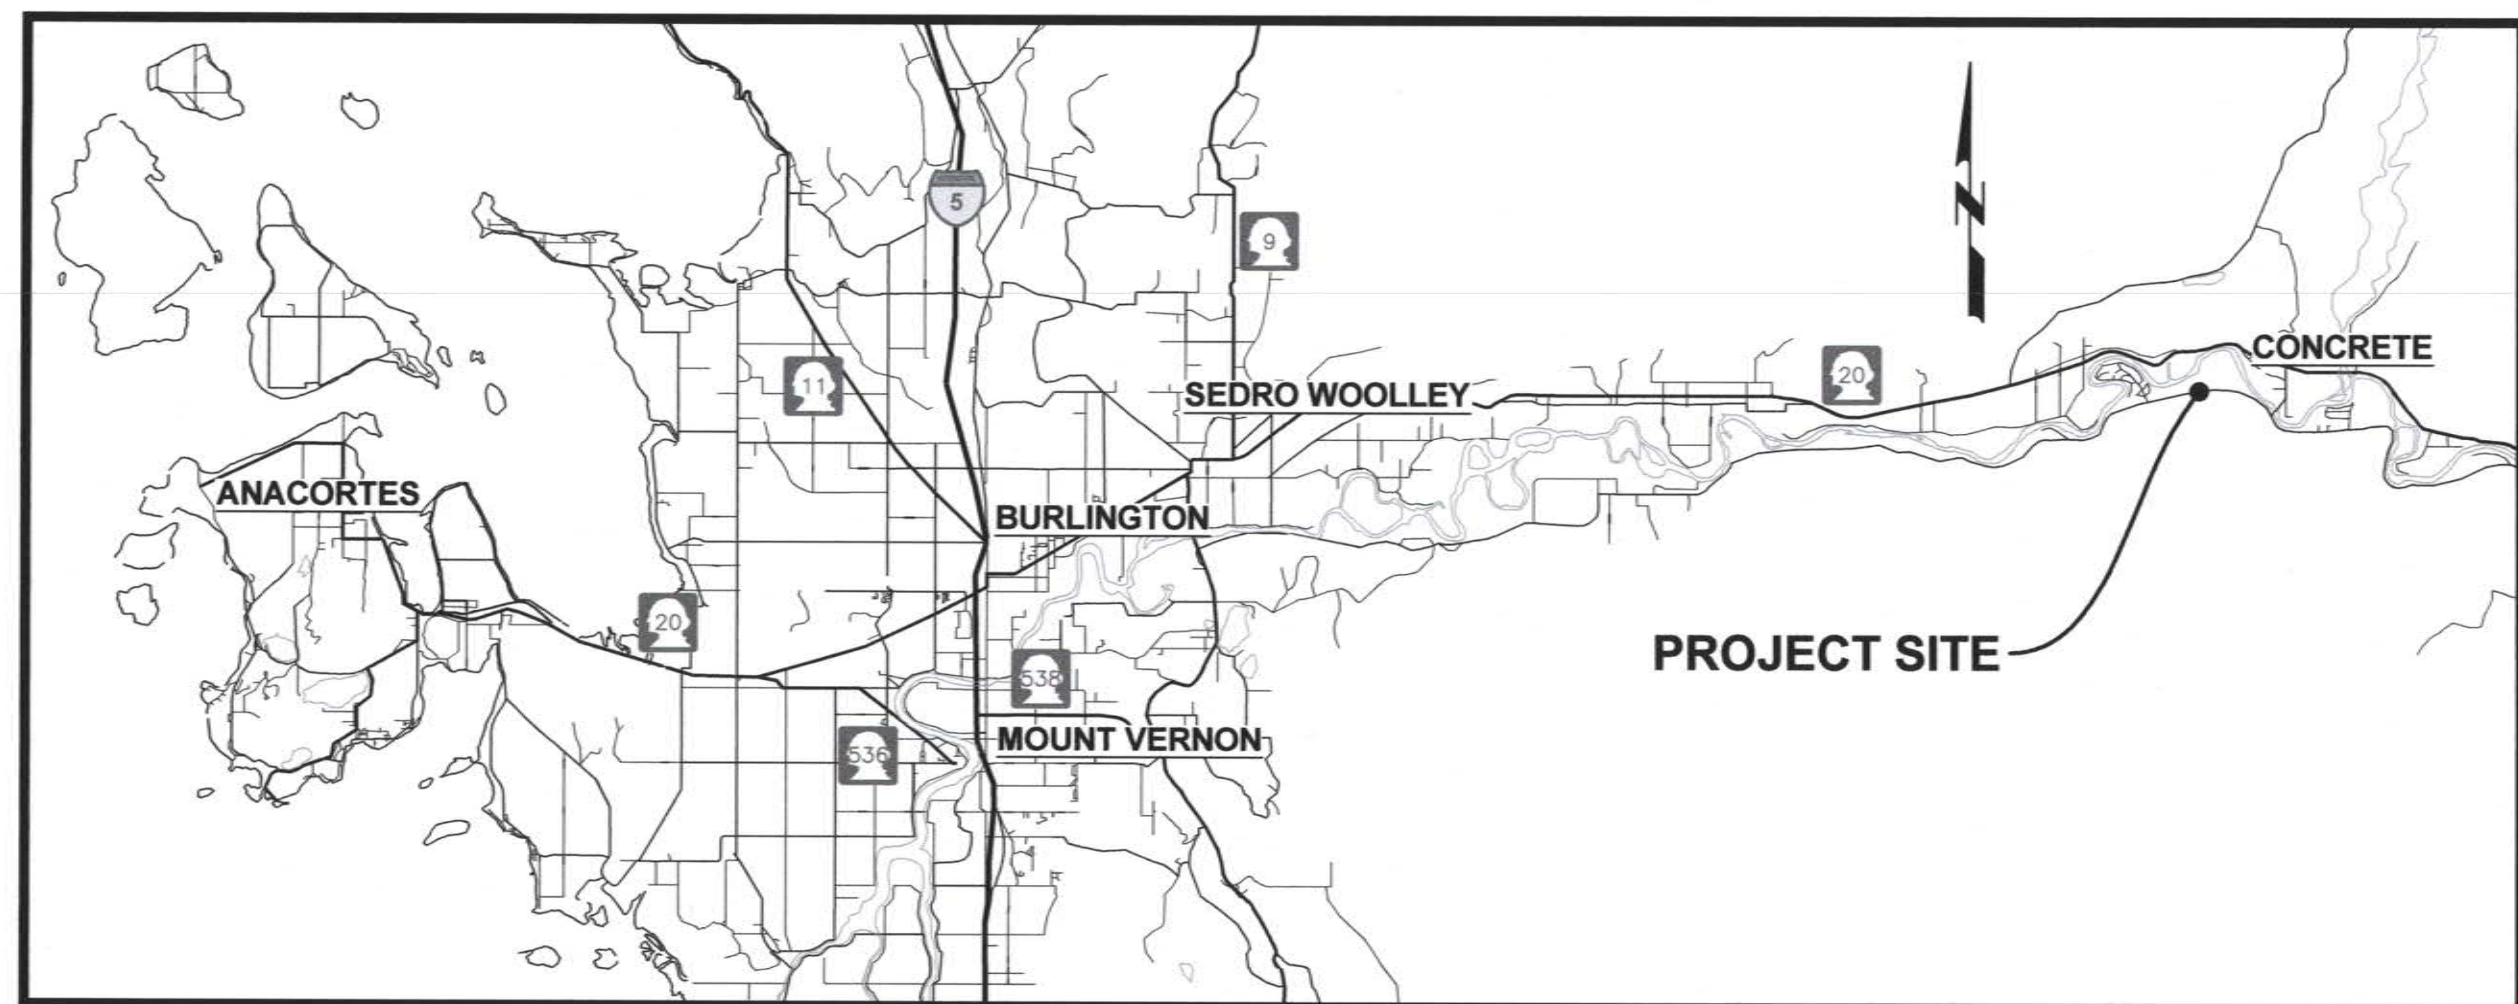 5
9
N
CONCRETE
20
11
SEDRO WOOLLEY
ANACORTES
BURLINGTON
20
PROJECT SITE
538
MOUNT VERNON
536